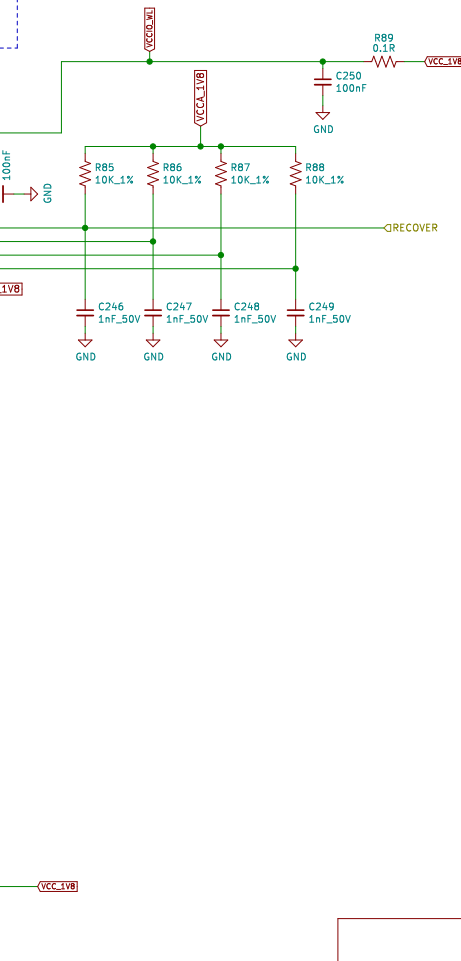 VCCIO_WL
R89
0.1R
VCC_1V8
C250
100nF
GND
VCCA_1V8
100nF
GND
R85
10K_1%
R86
10K_1%
R87
10K_1%
R88
10K_1%
RECOVER
_1V8
C246
1nF_50V
C247
1nF_50V
C248
1nF_50V
C249
1nF_50V
GND
GND
GND
GND
VCC_1V8